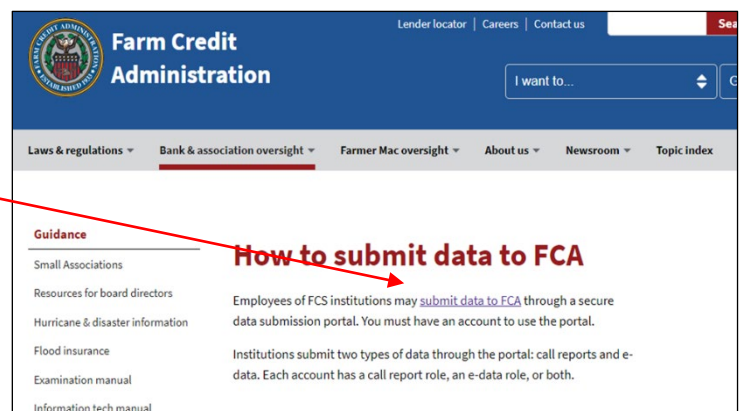 Lender locator | Careers | Contact us
Farm Credit
Administration
I want to...
Laws & regulations
Bank & association oversight
Farmer Mac oversight
About us
Newsroom
Topic index
Guidance
Small Associations
Resources for board directors
Hurricane & disaster information
Flood insurance
Examination manual
Information tech manual
How to submit data to FCA
Employees of FCS institutions may submit data to FCA through a secure
data submission portal. You must have an account to use the portal.
Institutions submit two types of data through the portal: call reports and e-
data. Each account has a call report role, an e-data role, or both.